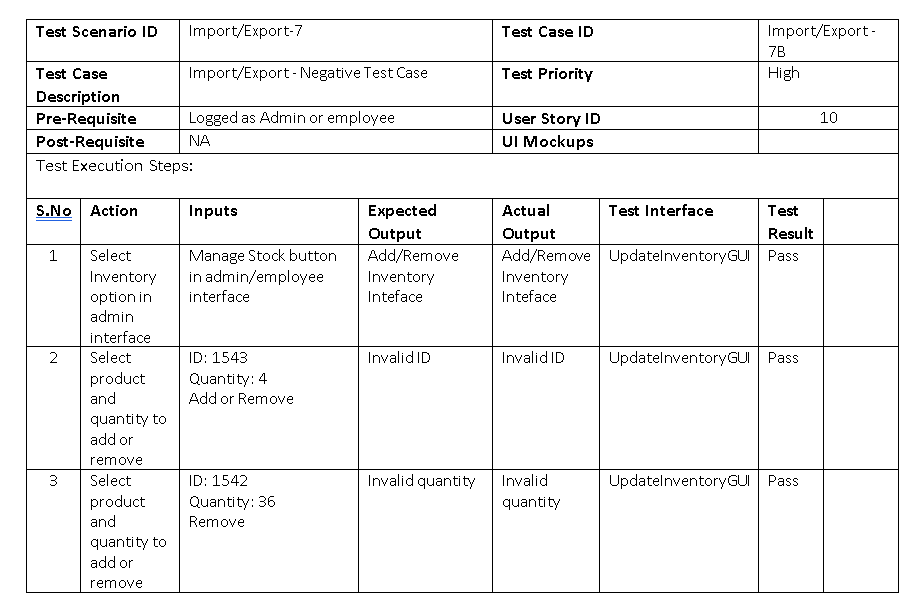 Test Scenario ID Import/Export-7 Test Case ID Import/Export -
7B
Test Case Import/Export - Negative Test Case Test Priority High
Description
Pre-Requisite Logged as Admin or employee User Story ID 10
Post-Requisite NA UI Mockups
Test Execution Steps:
S.No Action Inputs Expected Actual Test Interface Test
Output Output Result
1 Select Manage Stock button Add/Remove Add/Remove UpdateInventoryGUI Pass
Inventory in admin/employee Inventory Inventory
option in interface Inteface Inteface
admin
interface
2 Select ID: 1543 Invalid ID Invalid ID UpdateInventoryGUI Pass
product Quantity: 4
and Add or Remove
quantity to
add or
remove
3 Select ID: 1542 Invalid quantity Invalid UpdateInventoryGUI Pass
product Quantity: 36 quantity
and Remove
quantity to
add or
remove